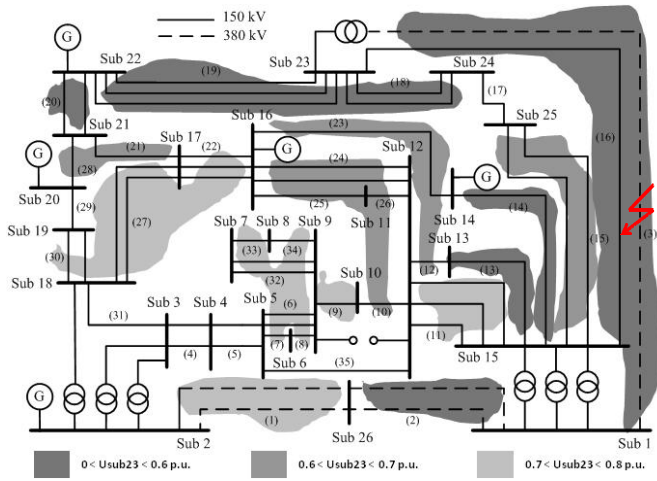 150 kV
380 kV
G
Sub 22
Sub 23
Sub 24
(19)
(18)
(17)
(20)
Sub 21
Sub 16
(23)
Sub 25
(16)
Sub 17
(21)
(22)
G
(24)
Sub 12
G
(28)
Sub 20
G
(27)
(25)
(26)
Sub 11
Sub 14
(14)
(29)
Sub 19
Sub 7
Sub 8
Sub 9
Sub 13
(15)
(3)
(30)
(33)
(34)
Sub 10
(12)
(13)
Sub 18
(32)
Sub 3
Sub 4
Sub 5
(6)
(9)
(10)
(31)
(4)
(5)
(7)
(8)
Sub 6
(11)
Sub 15
(35)
G
(1)
(2)
Sub 2
Sub 26
Sub 1
0 < Usub23 < 0.6 p.u.
0.6 < Usub23 < 0.7 p.u.
0.7 < Usub23 < 0.8 p.u.